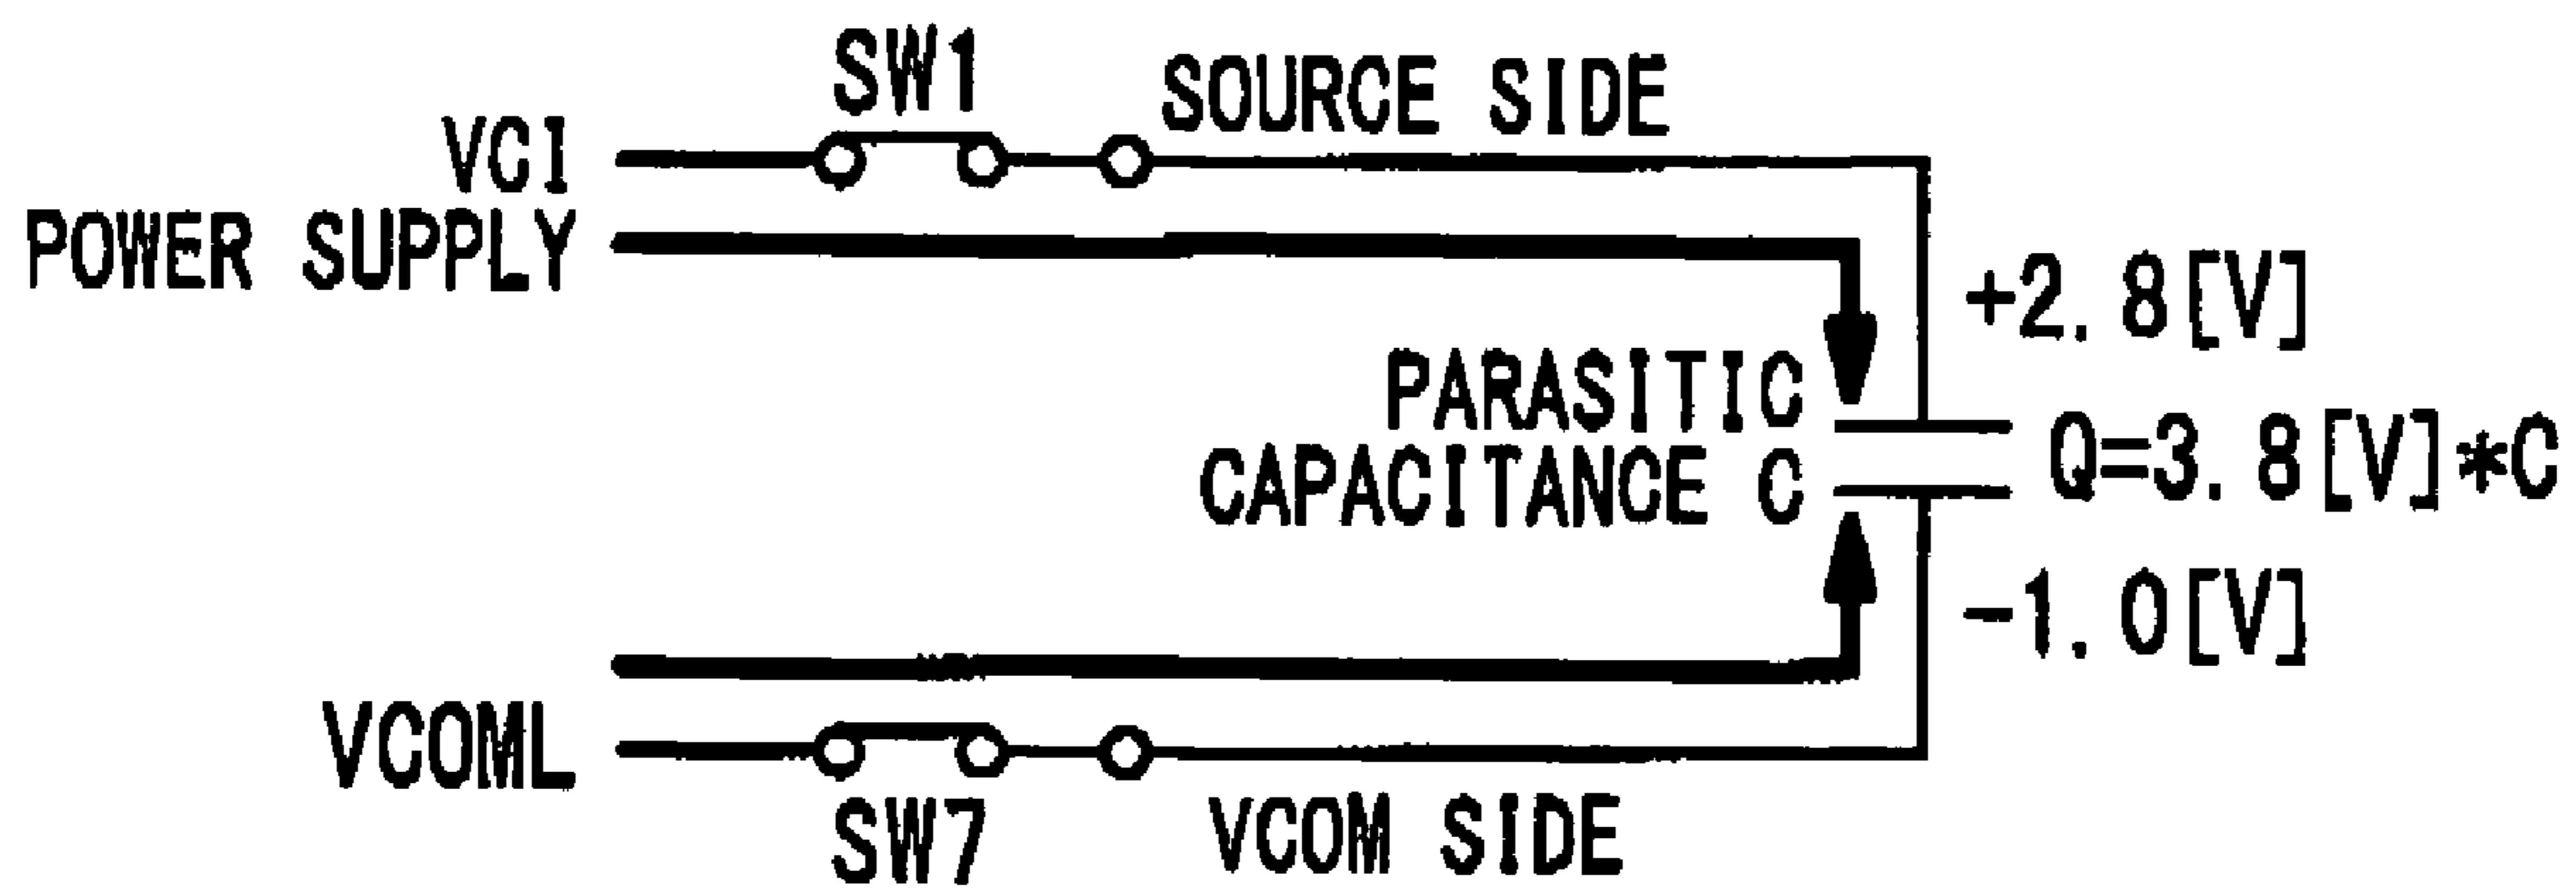 SW1
SOURCE SIDE
VCI
POWER SUPPLY
+2.8[V]
PARASITIC
CAPACITANCE C
Q=3.8[V]*C
-1.0[V]
VCOML
SW7
VCOM SIDE